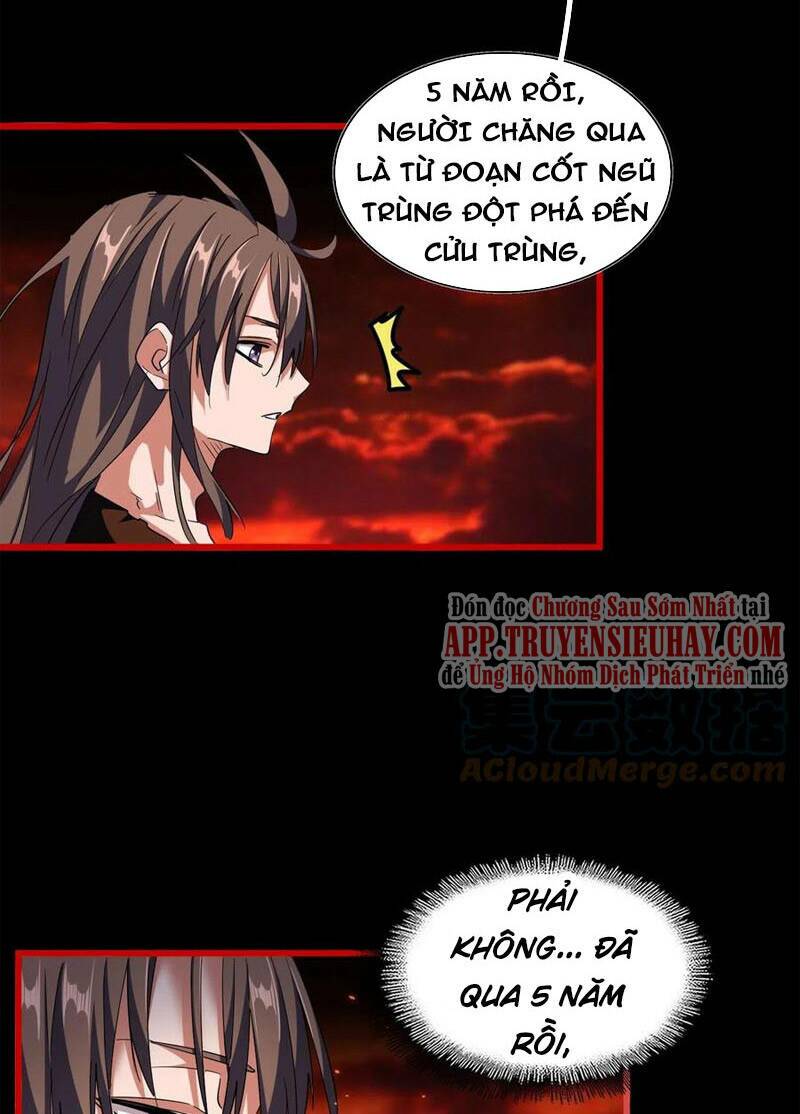 5 NĂM RỒI,
NGƯỜI CHĂNG QUA
LÀ TỪ ĐOẠN CỐT NGŨ
TRÙNG ĐỘT PHÁ ĐẾN
CỬU TRÙNG,
Đón đọc Chương Sau Sớm Nhất tại
APP.TRUYENSIEUHAY.COM
để Ủng Hộ Nhóm Dịch Phát Triển nhé
集云数据
ACloudMerge.com
PHẢI
KHÔNG... ĐÃ
QUA 5 NĂM
RỒI,